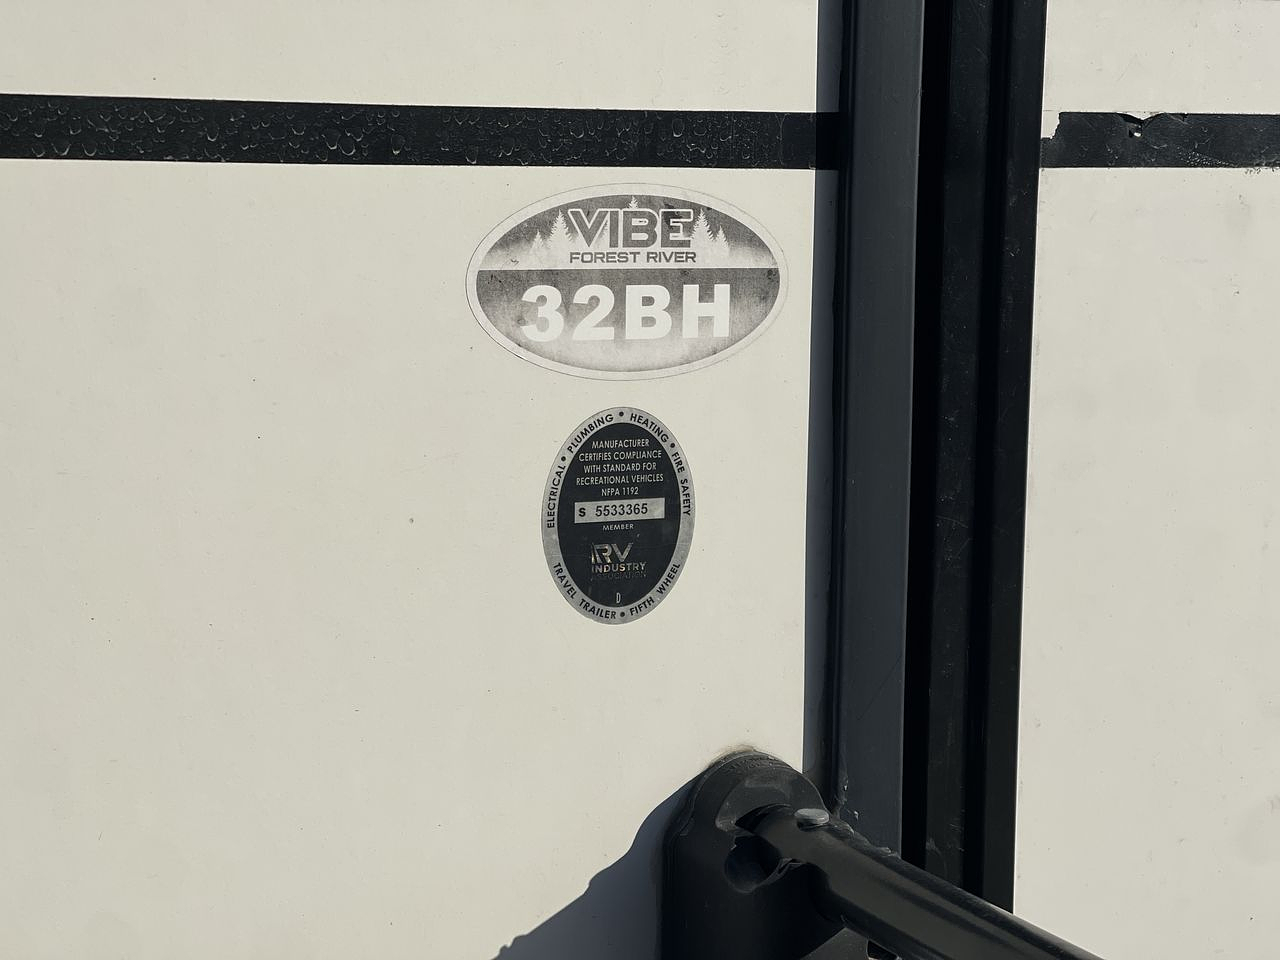 VIBE
FOREST RIVER
32BH
ELECTRICAL • PLUMBING • HEATING • FIRE SAFETY
MANUFACTURER
CERTIFIES COMPLIANCE
WITH STANDARD FOR
RECREATIONAL VEHICLES
NFPA 1192
S 5533365
MEMBER
RV
INDUSTRY
ASSOCIATION
D
TRAVEL TRAILER • FIFTH WHEEL